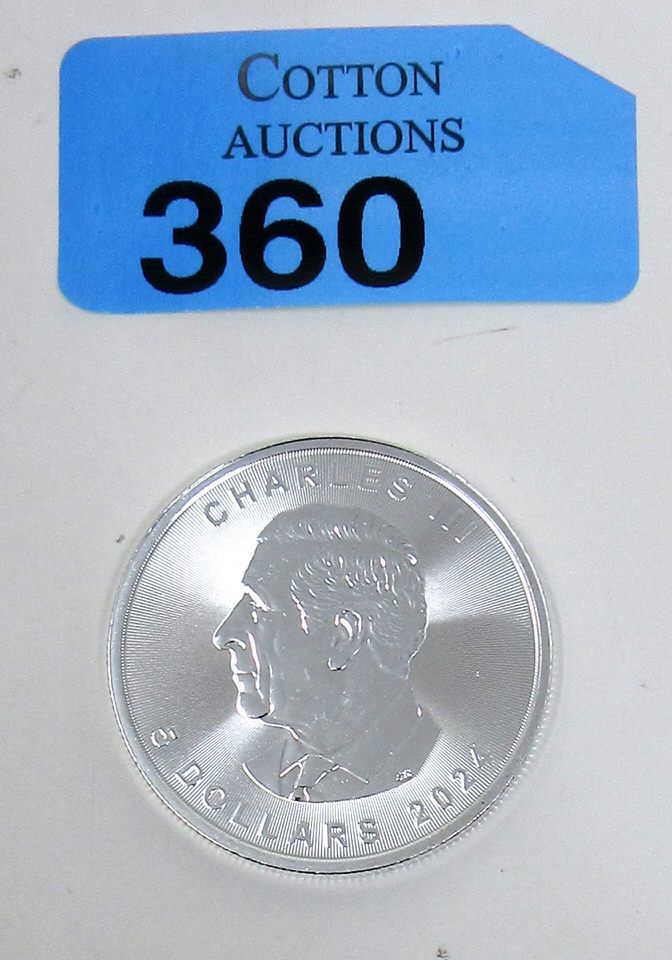 COTTON
AUCTIONS
360
CHARLES III
5 DOLLARS 2024